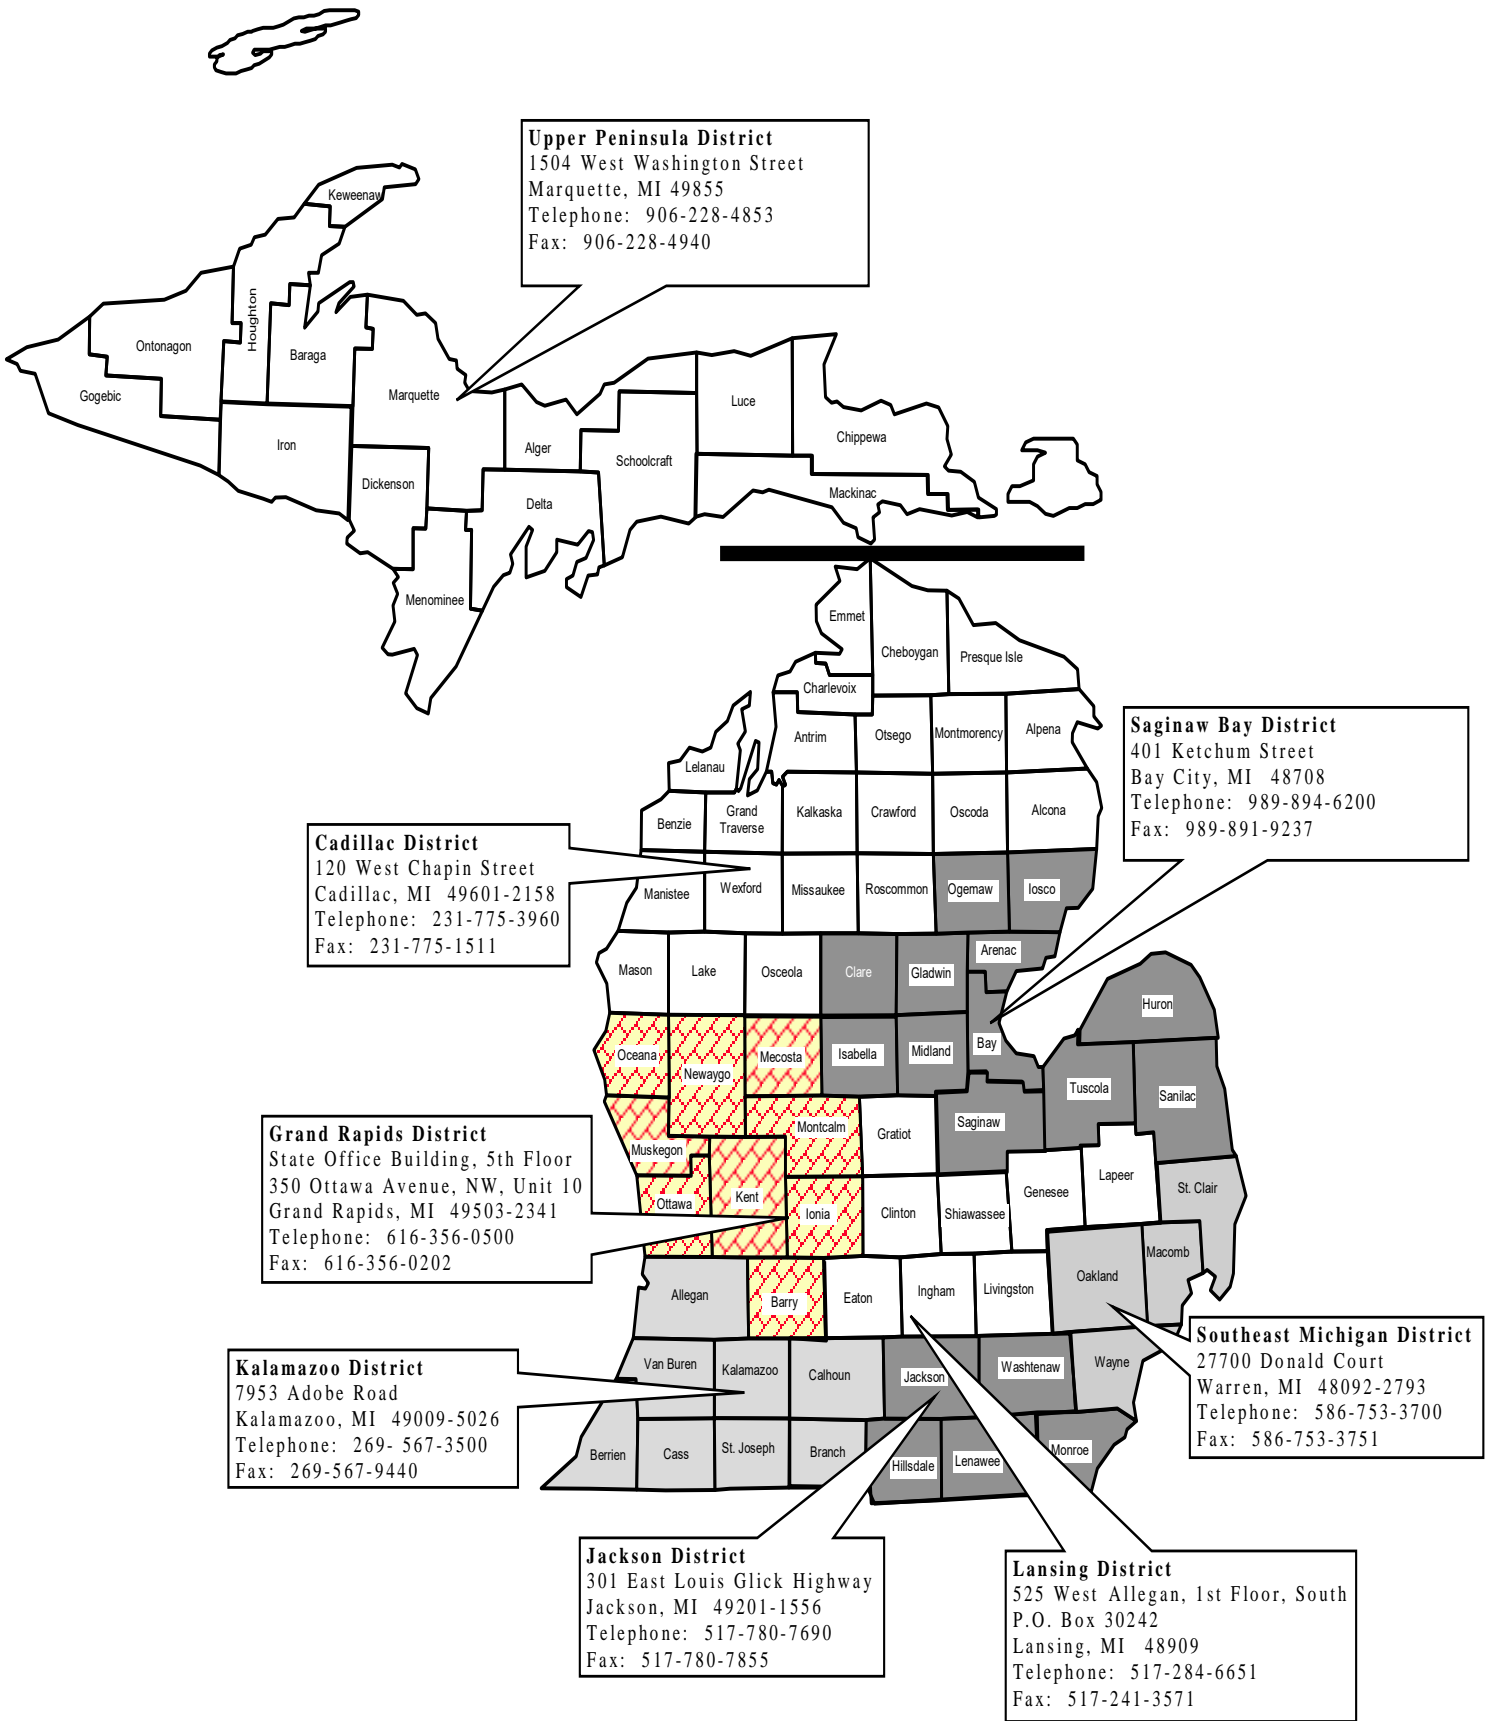 Upper Peninsula District
1504 West Washington Street
Marquette, MI 49855
Telephone: 906-228-4853
Fax: 906-228-4940
Keweenaw
Houghton
Ontonagon
Baraga
Gogebic
Marquette
Iron
Alger
Luce
Chippewa
Schoolcraft
Dickenson
Delta
Mackinac
Menominee
Emmet
Cheboygan
Presque Isle
Charlevoix
Antrim
Otsego
Montmorency
Alpena
Saginaw Bay District
401 Ketchum Street
Bay City, MI 48708
Telephone: 989-894-6200
Fax: 989-891-9237
Lelanau
Benzie
Grand
Traverse
Kalkaska
Crawford
Oscoda
Alcona
Cadillac District
120 West Chapin Street
Cadillac, MI 49601-2158
Telephone: 231-775-3960
Fax: 231-775-1511
Manistee
Wexford
Missaukee
Roscommon
Ogemaw
Iosco
Mason
Lake
Osceola
Clare
Gladwin
Arenac
Huron
Oceana
Newaygo
Mecosta
Isabella
Midland
Bay
Tuscola
Sanilac
Grand Rapids District
State Office Building, 5th Floor
350 Ottawa Avenue, NW, Unit 10
Grand Rapids, MI 49503-2341
Telephone: 616-356-0500
Fax: 616-356-0202
Muskegon
Montcalm
Gratiot
Saginaw
Ottawa
Kent
Ionia
Clinton
Shiawassee
Genesee
Lapeer
St. Clair
Allegan
Barry
Eaton
Ingham
Livingston
Oakland
Macomb
Southeast Michigan District
27700 Donald Court
Warren, MI 48092-2793
Telephone: 586-753-3700
Fax: 586-753-3751
Kalamazoo District
7953 Adobe Road
Kalamazoo, MI 49009-5026
Telephone: 269- 567-3500
Fax: 269-567-9440
Van Buren
Kalamazoo
Calhoun
Jackson
Washtenaw
Wayne
Berrien
Cass
St. Joseph
Branch
Hillsdale
Lenawee
Monroe
Jackson District
301 East Louis Glick Highway
Jackson, MI 49201-1556
Telephone: 517-780-7690
Fax: 517-780-7855
Lansing District
525 West Allegan, 1st Floor, South
P.O. Box 30242
Lansing, MI 48909
Telephone: 517-284-6651
Fax: 517-241-3571